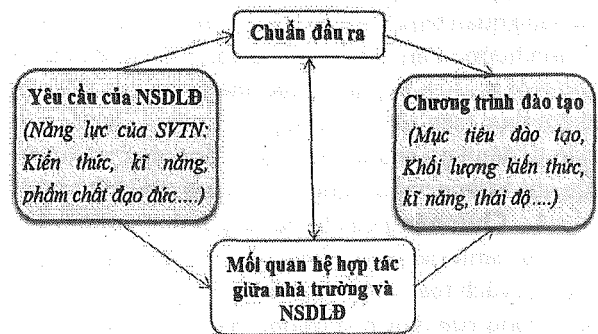 Chuẩn đầu ra
Yêu cầu của NSDLĐ
(Năng lực của SVTN:
Kiến thức, kĩ năng,
phẩm chất đạo đức....)
Chương trình đào tạo
(Mục tiêu đào tạo,
Khối lượng kiến thức,
kĩ năng, thái độ....)
Mối quan hệ hợp tác
giữa nhà trường và
NSDLĐ